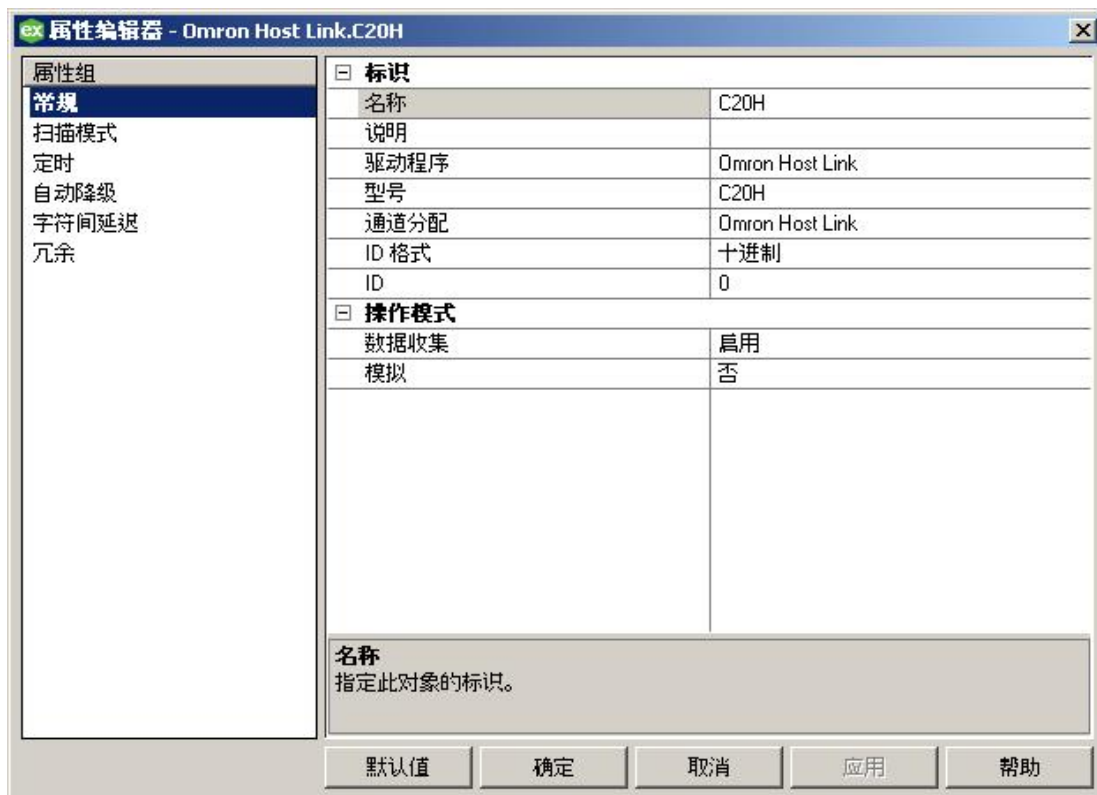 ex 属性编辑器 - Omron Host Link.C20H
属性组
常规
扫描模式
定时
自动降级
字符间延迟
冗余
标识
名称 C20H
说明
驱动程序 Omron Host Link
型号 C20H
通道分配 Omron Host Link
ID 格式 十进制
ID 0
操作模式
数据收集 启用
模拟 否
名称
指定此对象的标识。
默认值 确定 取消 应用 帮助